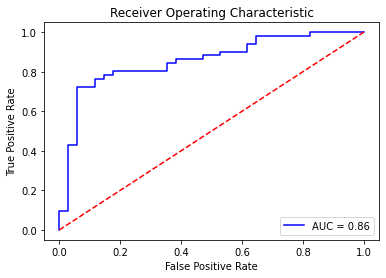 Receiver Operating Characteristic
True Positive Rate
1.0
0.8
0.6
0.4
0.2
0.0
AUC = 0.86
0.0 0.2 0.4 0.6 0.8 1.0
False Positive Rate